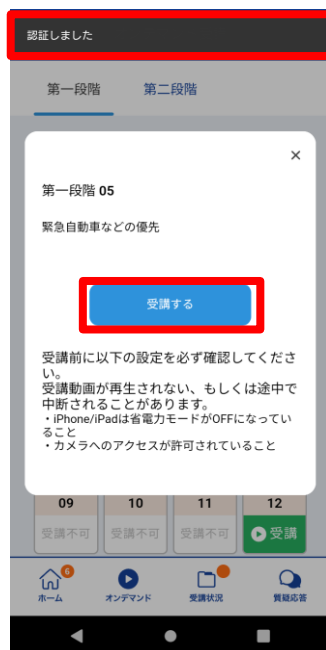 認証しました
第一段階 第二段階
×
第一段階 05
緊急自動車などの優先
受講する
受講前に以下の設定を必ず確認してくださ
い。
受講動画が再生されない、もしくは途中で
中断されることがあります。
・iPhone/iPadは省電力モードがOFFになってい
ること
・カメラへのアクセスが許可されていること
09 10 11 12
受講不可 受講不可 受講不可 受講
6
ホーム オンデマンド 受講状況 質疑応答